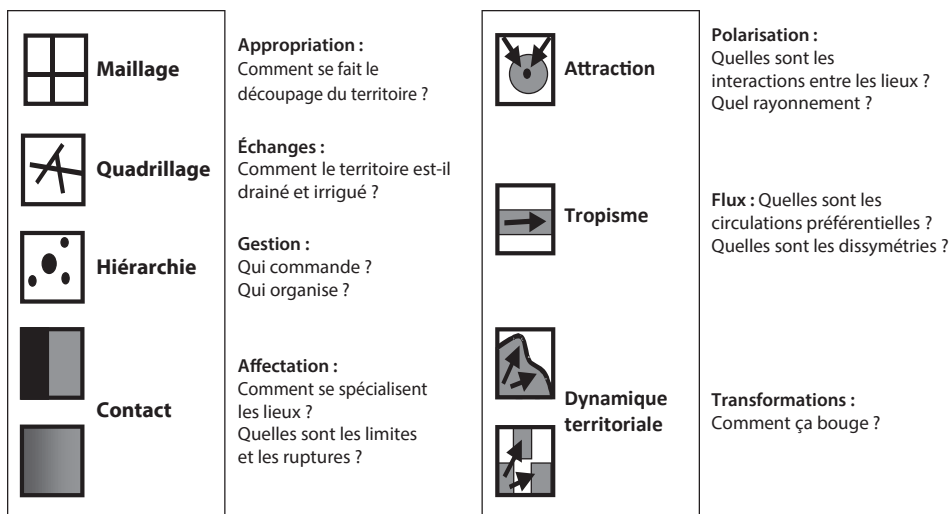 Maillage
Appropriation :
Comment se fait le
découpage du territoire ?
Quadrillage
Échanges :
Comment le territoire est-il
drainé et irrigué ?
Hiérarchie
Gestion :
Qui commande ?
Qui organise ?
Contact
Affectation :
Comment se spécialisent
les lieux ?
Quelles sont les limites
et les ruptures ?
Attraction
Polarisation :
Quelles sont les
interactions entre les lieux ?
Quel rayonnement ?
Tropisme
Flux : Quelles sont les
circulations préférentielles ?
Quelles sont les dissymétries ?
Dynamique
territoriale
Transformations :
Comment ça bouge ?